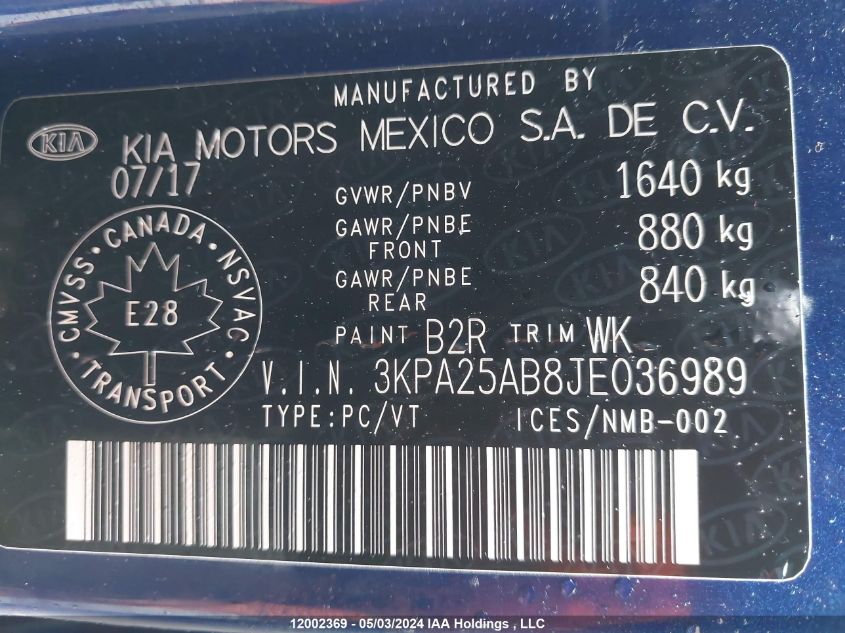 MANUFACTURED BY
KIA KIA MOTORS MEXICO S.A. DE C.V.
07/17
GVWR/PNBV 1640 kg
GAWR/PNBE FRONT 880 kg
GAWR/PNBE REAR 840 kg
PAINT B2R TRIM WK
CMVSS • CANADA • NSVAC • TRANSPORT •
E28
V.I.N. 3KPA25AB8JE036989
TYPE:PC/VT ICES/NMB-002
12002369 - 05/03/2024 IAA Holdings , LLC